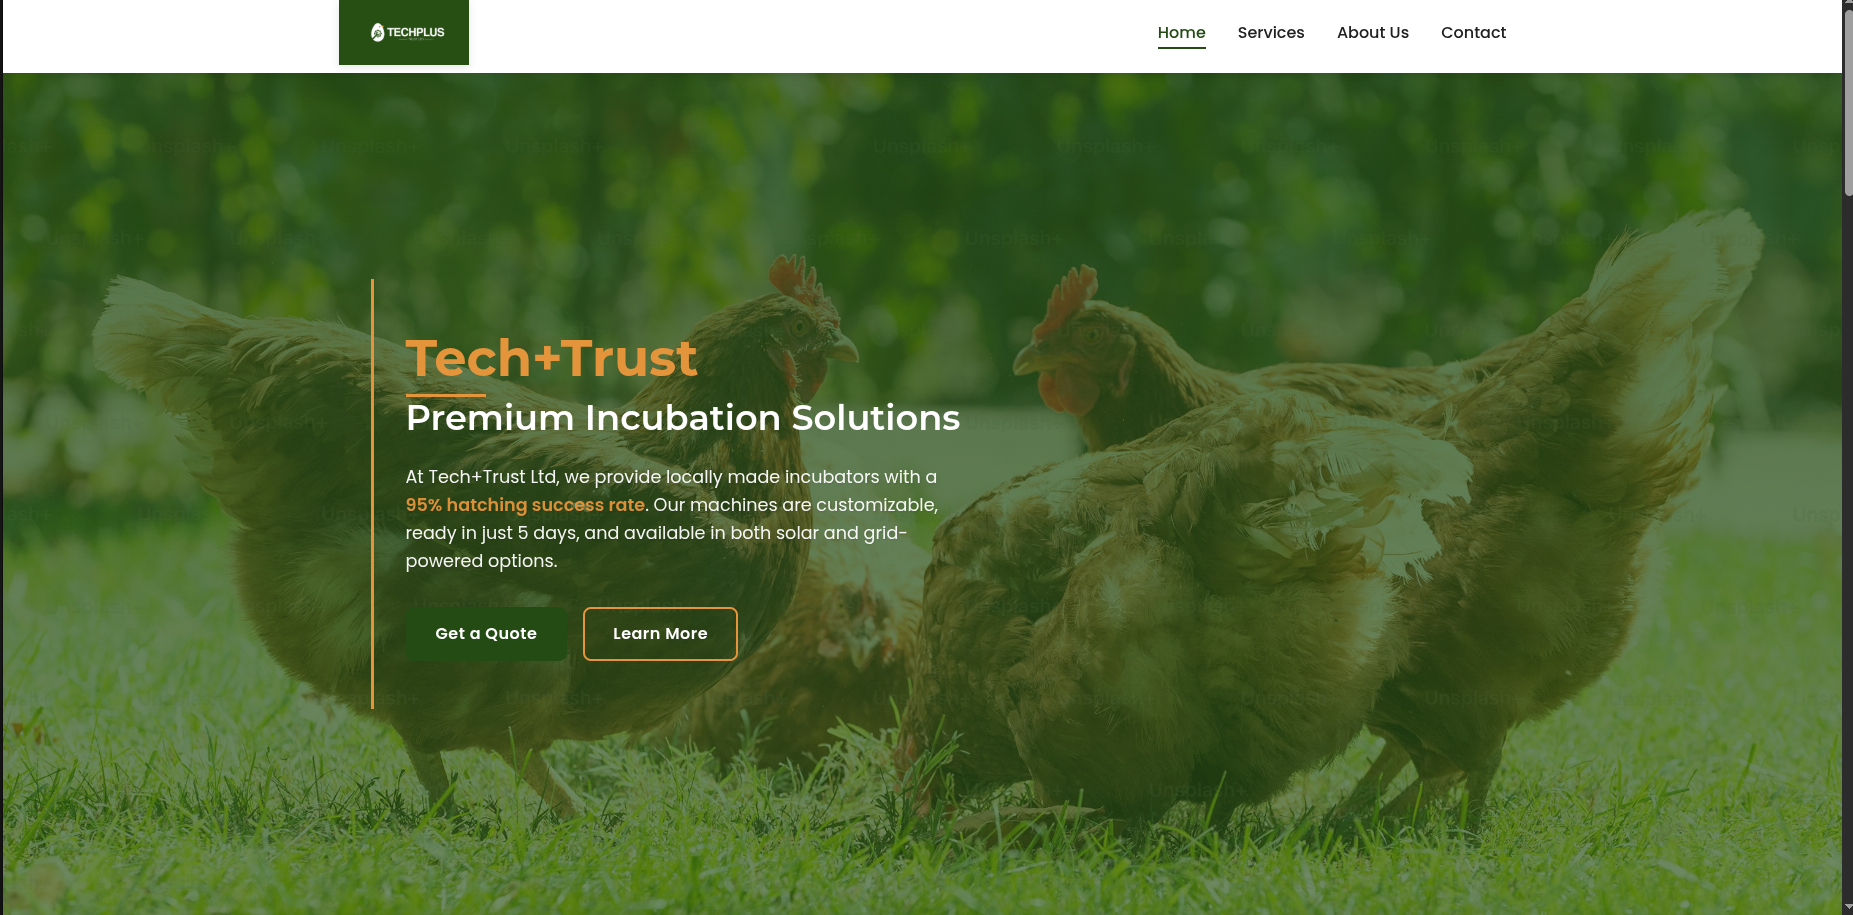 TECHPLUS
Home Services About Us Contact
Tech+Trust
Premium Incubation Solutions
At Tech+Trust Ltd, we provide locally made incubators with a
95% hatching success rate. Our machines are customizable,
ready in just 5 days, and available in both solar and grid-
powered options.
Get a Quote Learn More
Unsplash+